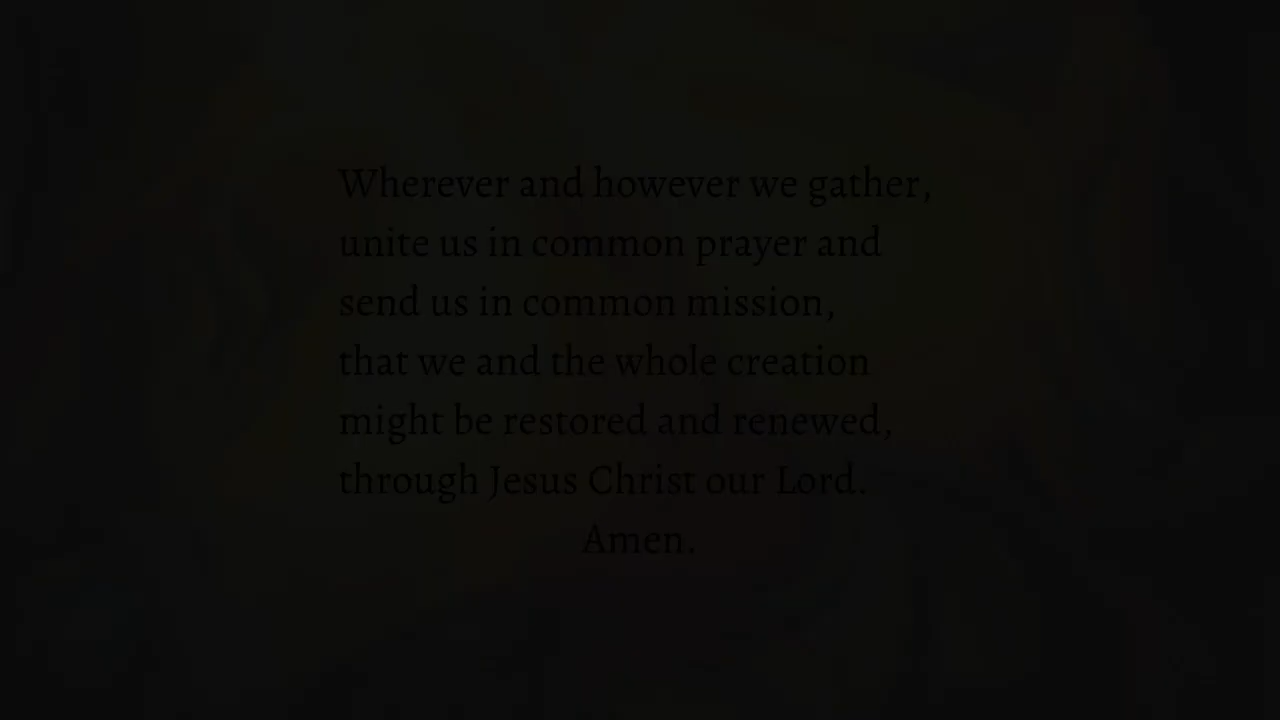 Wherever and however we gather,
unite us in common prayer and
send us in common mission,
that we and the whole creation
might be restored and renewed,
through Jesus Christ our Lord.
Amen.